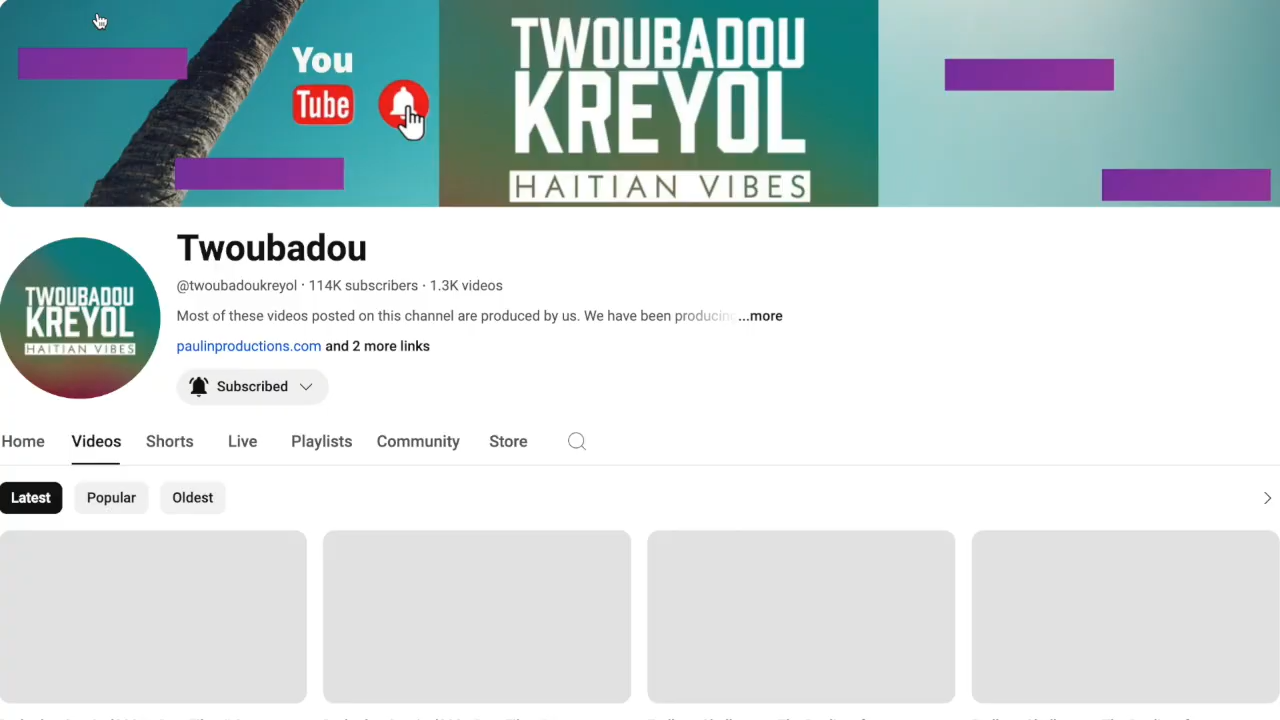 You
Tube
TWOUBADOU
KREYOL
HAITIAN VIBES
TWOUBADOU
KREYOL
HAITIAN VIBES
Twoubadou
@twoubadoukreyol · 114K subscribers · 1.3K videos
Most of these videos posted on this channel are produced by us. We have been producing ...more
paulinproductions.com and 2 more links
Subscribed
Home Videos Shorts Live Playlists Community Store
Latest Popular Oldest